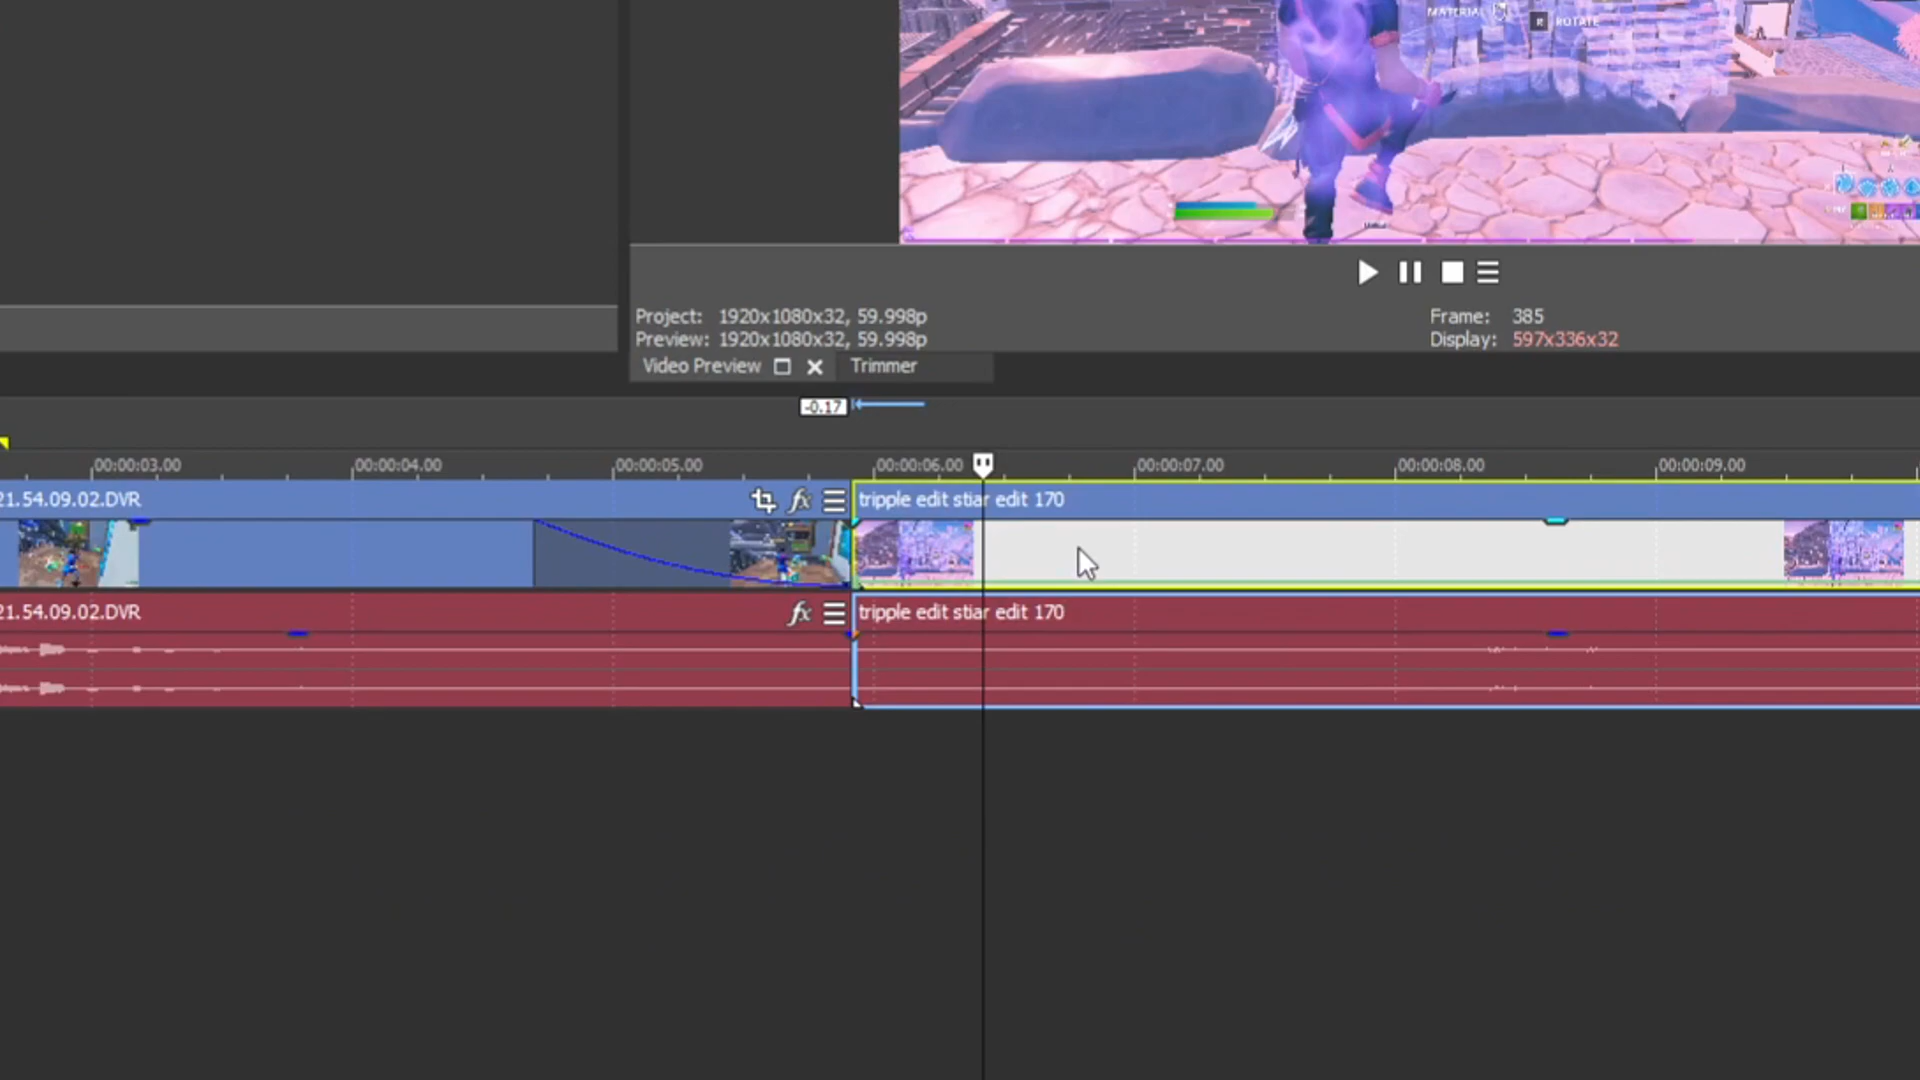 MATERIAL
R ROTATE
Project: 1920x1080x32, 59.998p
Frame: 385
Preview: 1920x1080x32, 59.998p
Display: 597x336x32
Video Preview
Trimmer
-0.17
00:00:03.00
00:00:04.00
00:00:05.00
00:00:06.00
00:00:07.00
00:00:08.00
00:00:09.00
21.54.09.02.DVR
fx
tripple edit stiar edit 170
21.54.09.02.DVR
fx
tripple edit stiar edit 170